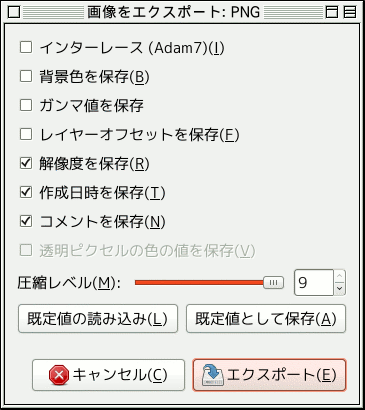 画像をエクスポート: PNG
インターレース (Adam7)(I)
背景色を保存(B)
ガンマ値を保存
レイヤーオフセットを保存(F)
解像度を保存(R)
作成日時を保存(T)
コメントを保存(N)
透明ピクセルの色の値を保存(V)
圧縮レベル(M): 9
既定値の読み込み(L) 既定値として保存(A)
キャンセル(C) エクスポート(E)